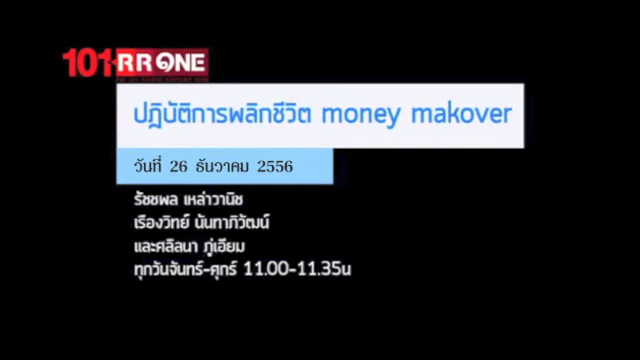 101 RR ONE
ปฏิบัติการพลิกชีวิต money makover
วันที่ 26 ธันวาคม 2556
รัชชพล เหล่าวานิช
เรืองวิทย์ นันทาภิวัฒน์
และศลิลนา ภู่เอี่ยม
ทุกวันจันทร์-ศุกร์ 11.00-11.35น